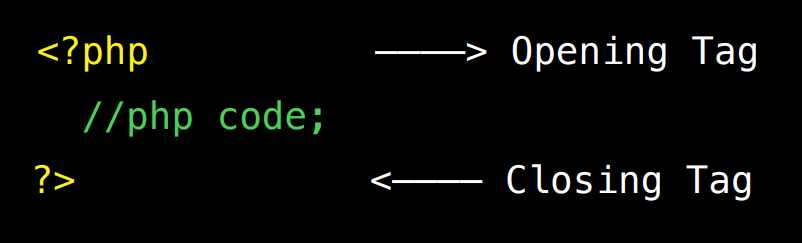 <?php ————> Opening Tag
//php code;
?> <———— Closing Tag